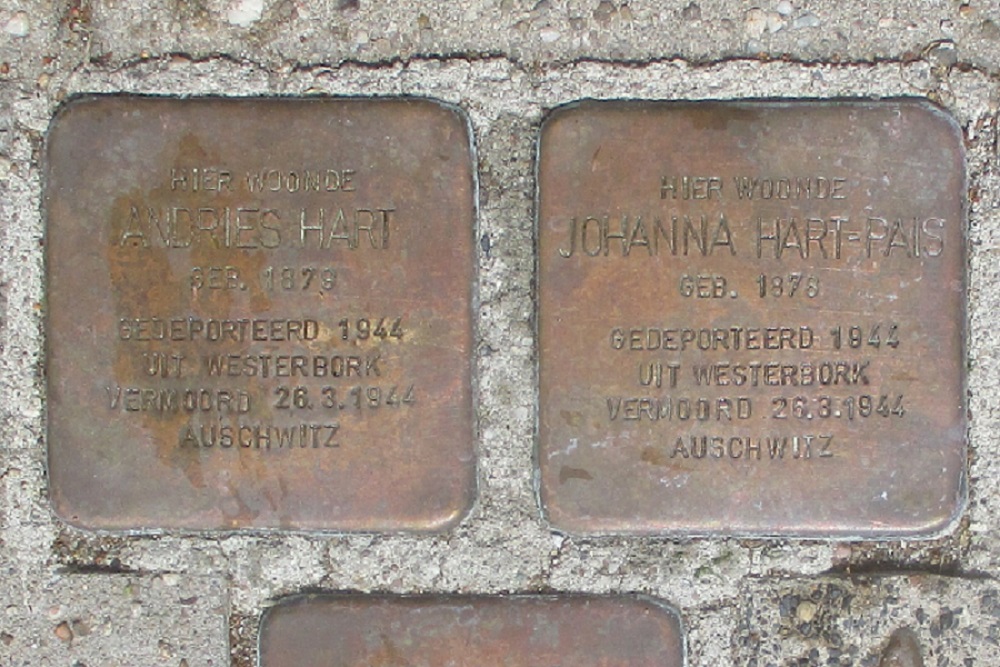 HIER WOONDE
ANDRIES HART
GEB. 1879
GEDEPORTEERD 1944
UIT WESTERBORK
VERMOORD 26.3.1944
AUSCHWITZ
HIER WOONDE
JOHANNA HART-PAIS
GEB. 1878
GEDEPORTEERD 1944
UIT WESTERBORK
VERMOORD 26.3.1944
AUSCHWITZ